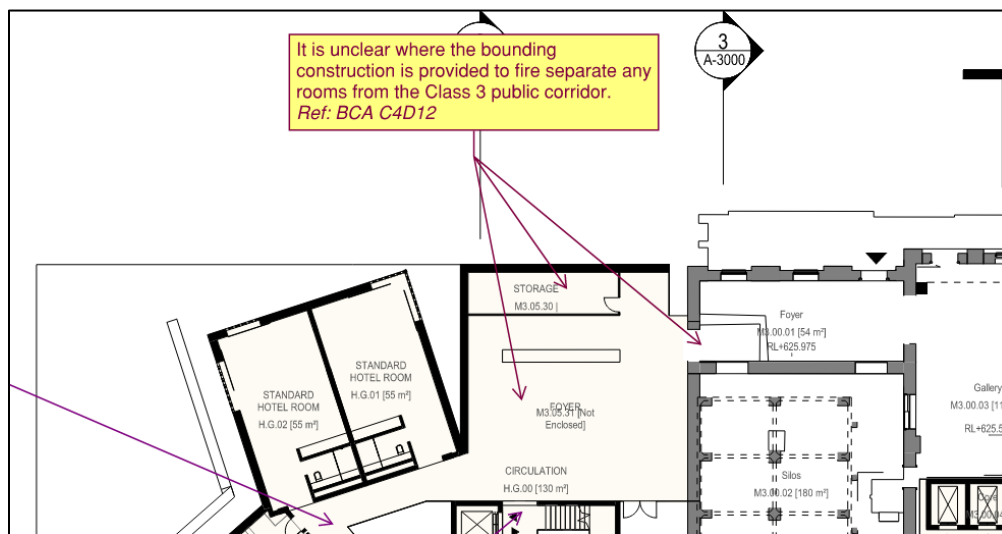 It is unclear where the bounding
construction is provided to fire separate any
rooms from the Class 3 public corridor.
Ref: BCA C4D12
3
A-3000
STORAGE
M3.05.30 |
Foyer
M3.00.01 [54 m²]
RL+625.975
STANDARD
HOTEL ROOM
H.G.01 [55 m²]
STANDARD
HOTEL ROOM
H.G.02 [55 m²]
FOYER
M3.05.31 [Not
Enclosed]
Gallery
M3.00.03 [11
RL+625.5
CIRCULATION
H.G.00 [130 m²]
Silos
M3.00.02 [180 m²]